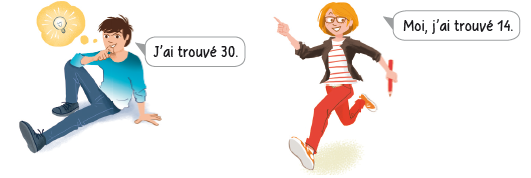 J'ai trouvé 30.
Moi, j'ai trouvé 14.